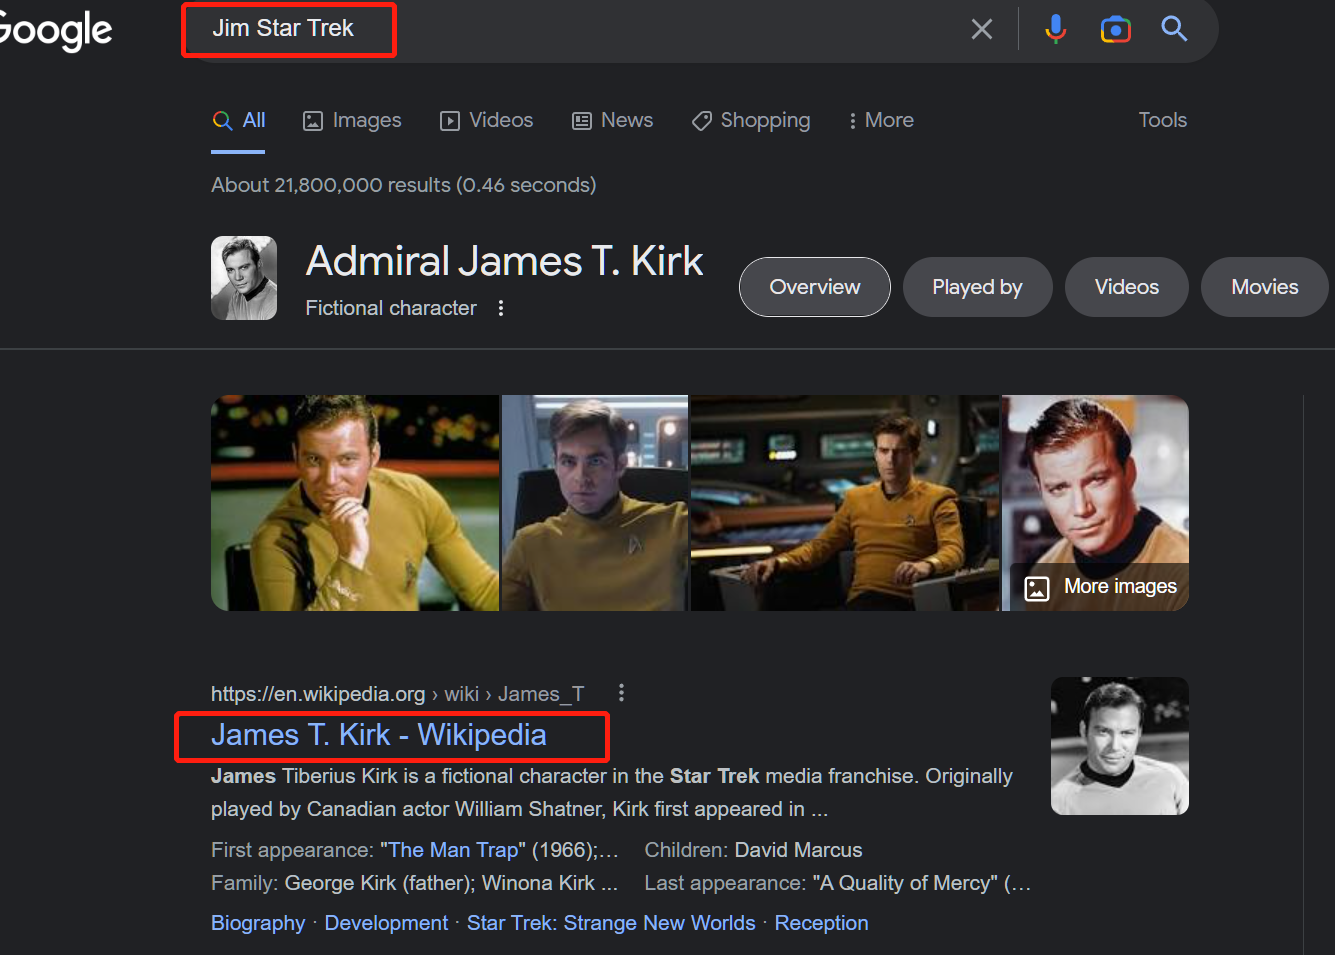 Google
Jim Star Trek
All Images Videos News Shopping More Tools
About 21,800,000 results (0.46 seconds)
Admiral James T. Kirk
Fictional character
Overview Played by Videos Movies
More images
https://en.wikipedia.org › wiki › James_T
James T. Kirk - Wikipedia
James Tiberius Kirk is a fictional character in the Star Trek media franchise. Originally
played by Canadian actor William Shatner, Kirk first appeared in ...
First appearance: "The Man Trap" (1966);… Children: David Marcus
Family: George Kirk (father); Winona Kirk ... Last appearance: "A Quality of Mercy" (…
Biography · Development · Star Trek: Strange New Worlds · Reception